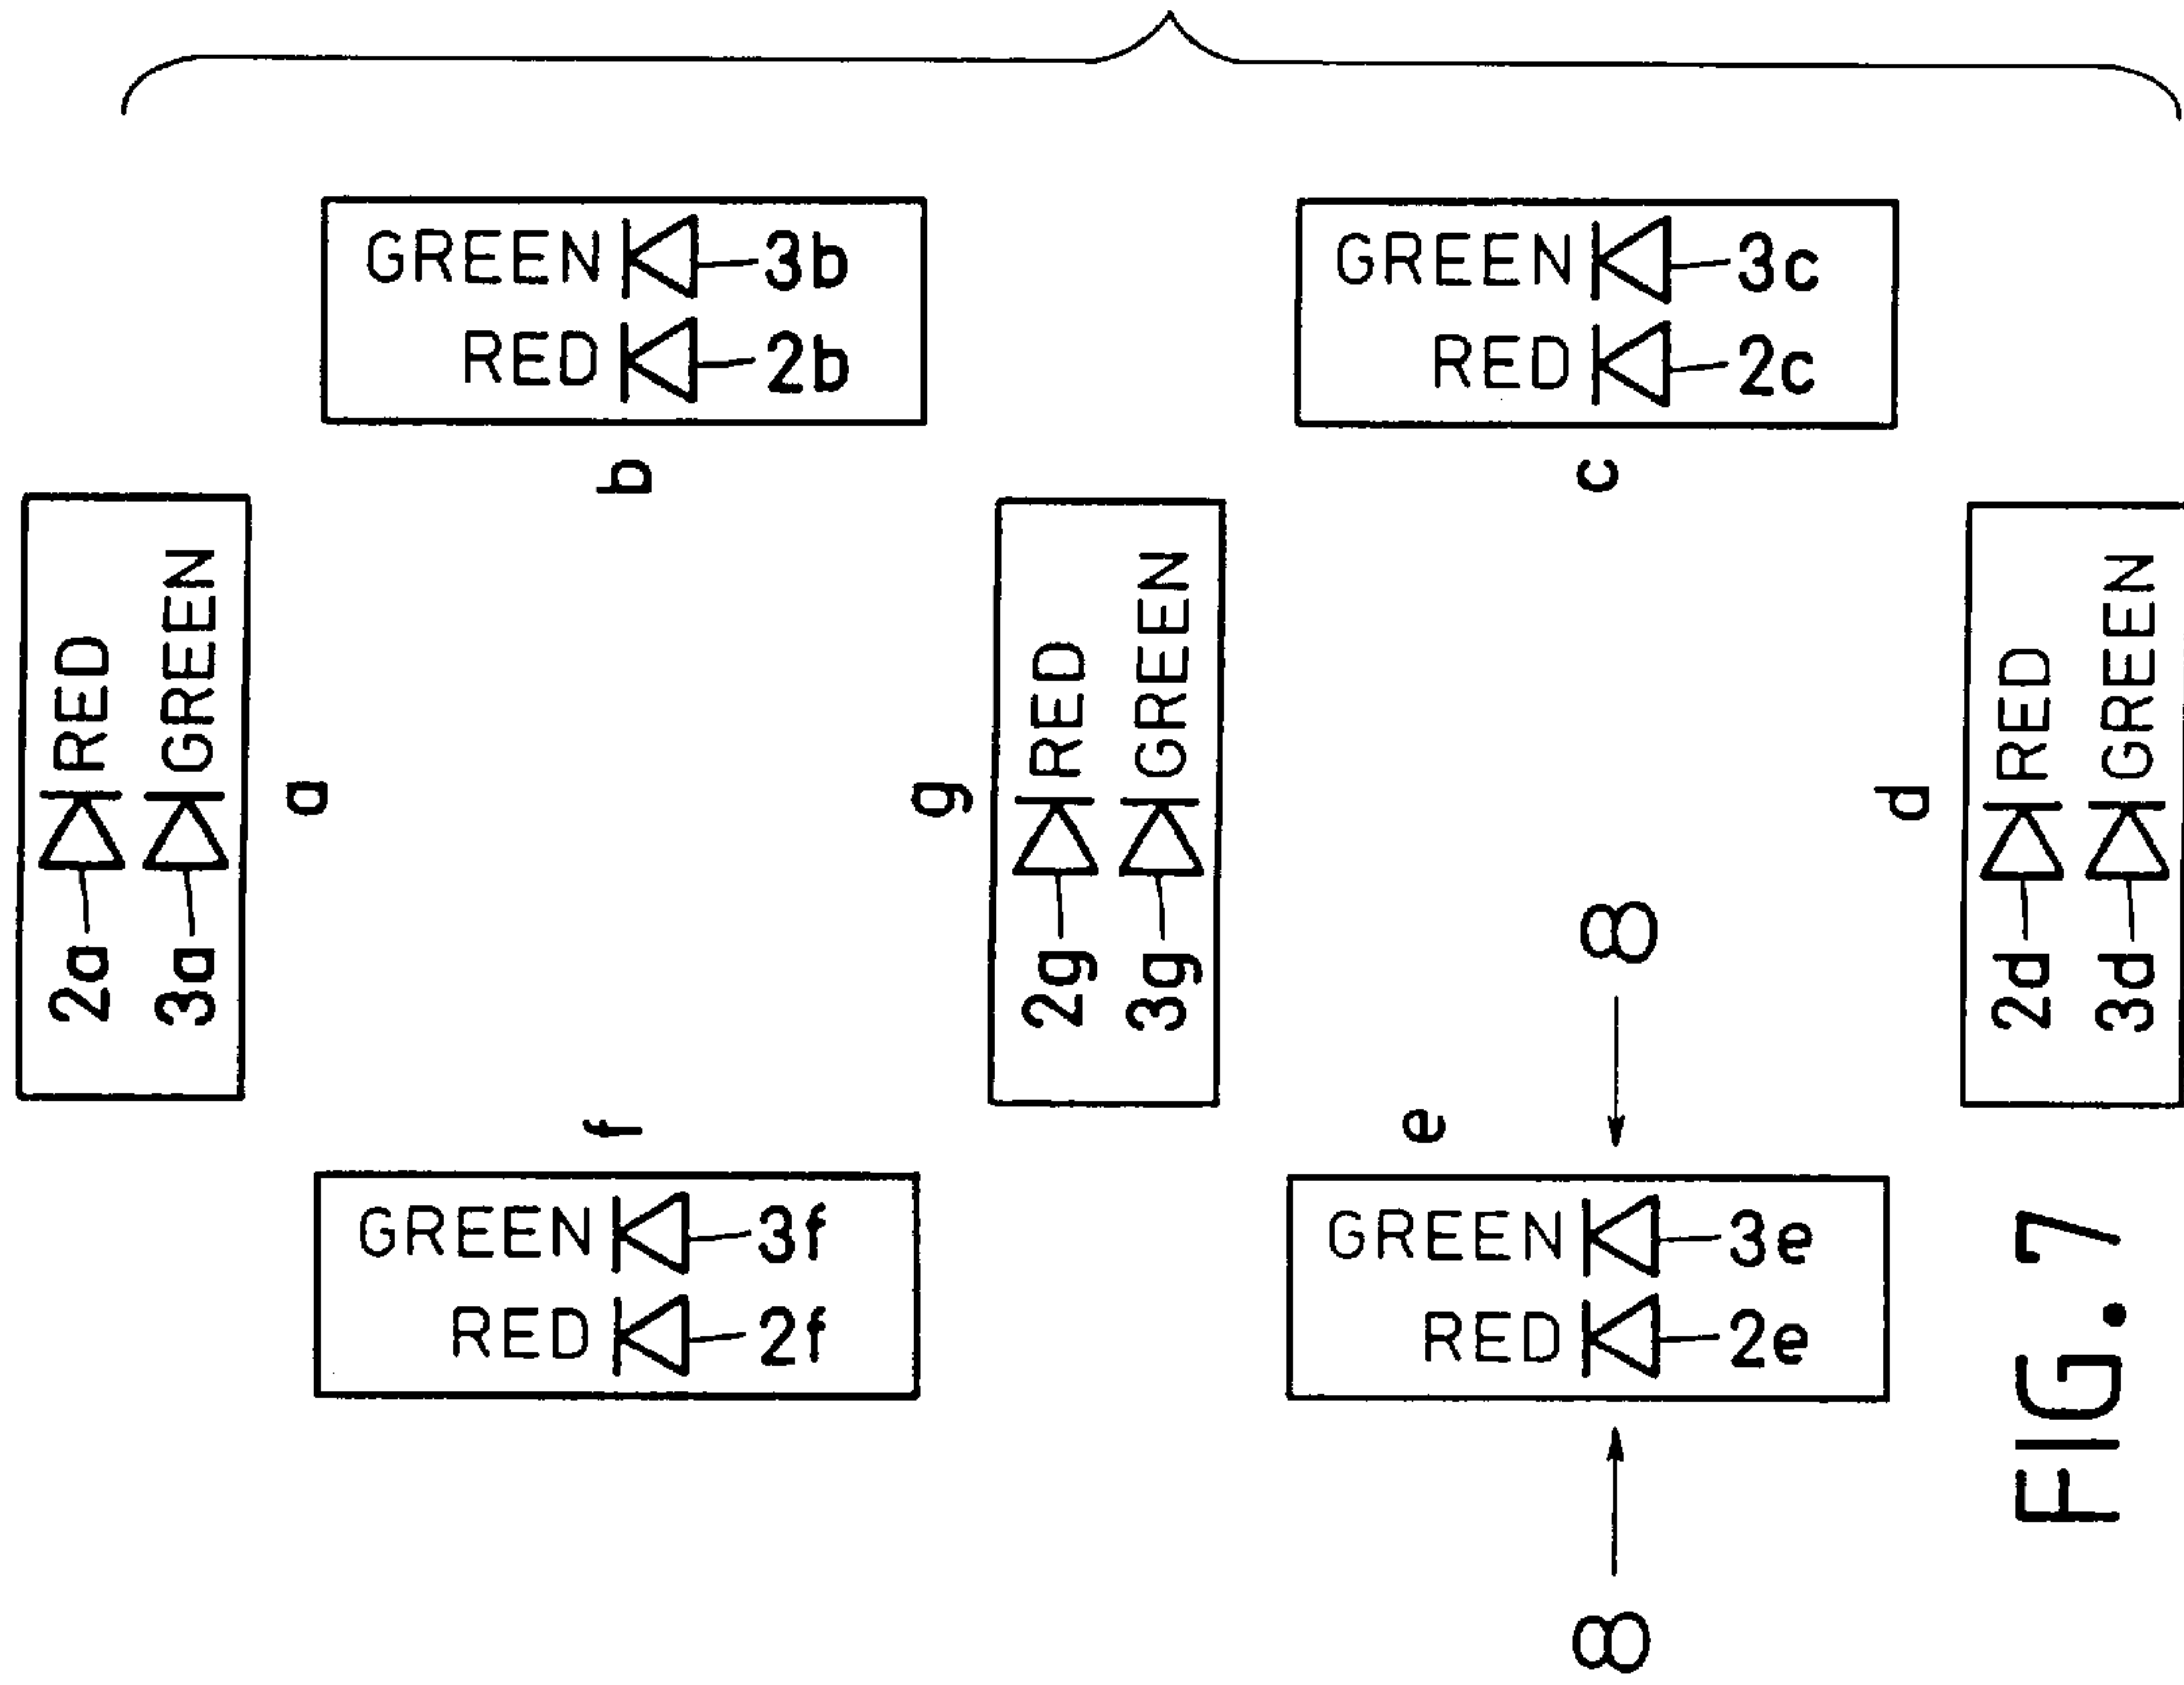 GREEN 3b
RED 2b
b
GREEN 3c
RED 2c
c
2a RED
3a GREEN
a
g
2g RED
3g GREEN
d
2d RED
3d GREEN
f
GREEN 3f
RED 2f
e
GREEN 3e
RED 2e
8
8
FIG. 7